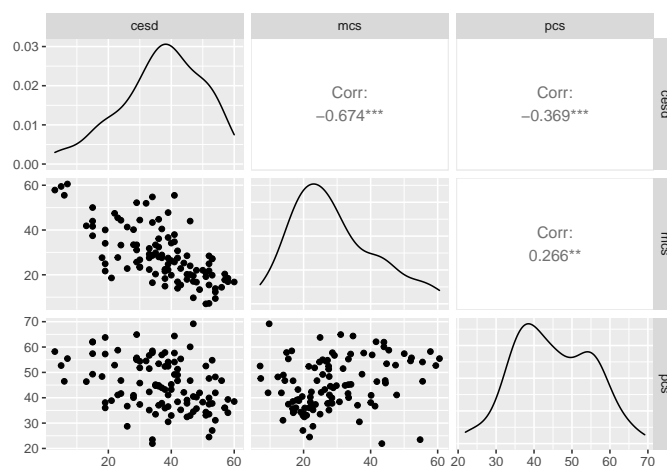 cesd mcs pcs
0.03
0.02
0.01
0.00
Corr:
−0.674***
Corr:
−0.369***
cesd
60
40
20
Corr:
0.266**
mcs
70
60
50
40
30
20
pcs
20 40 60 20 40 60 20 30 40 50 60 70